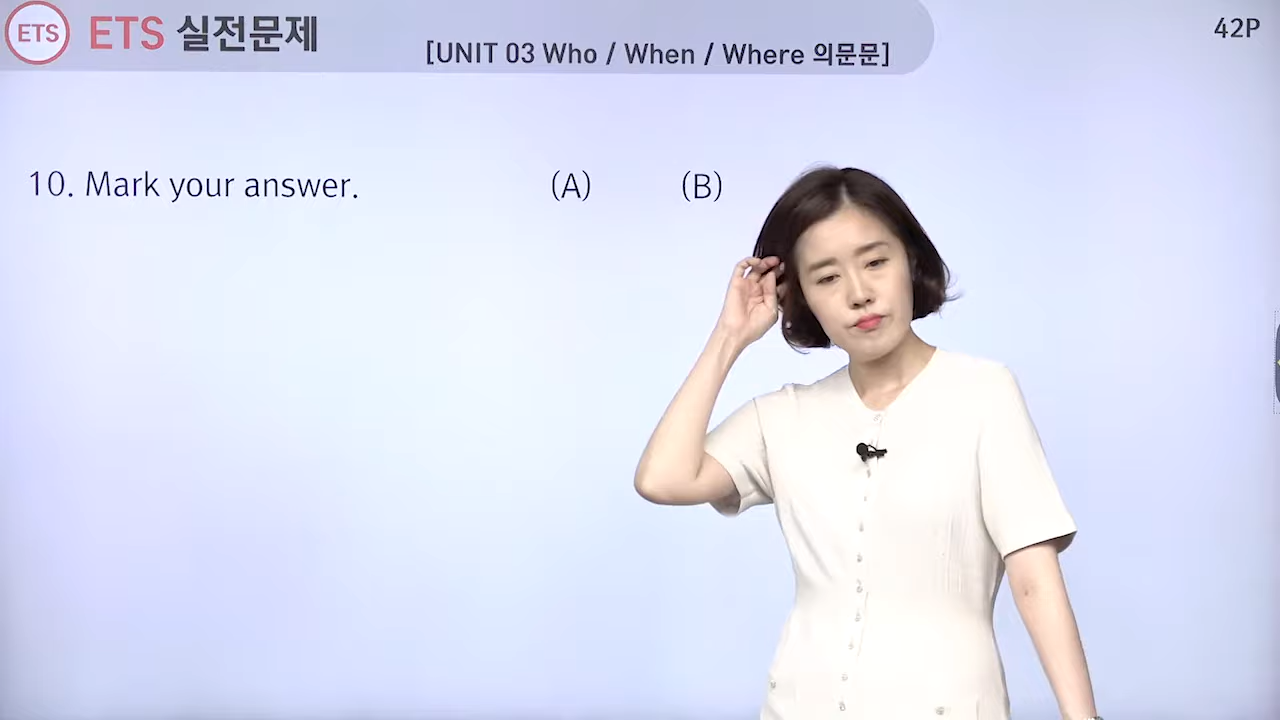 ETS ETS 실전문제
[UNIT 03 Who / When / Where 의문문]
42P
10. Mark your answer. (A) (B)